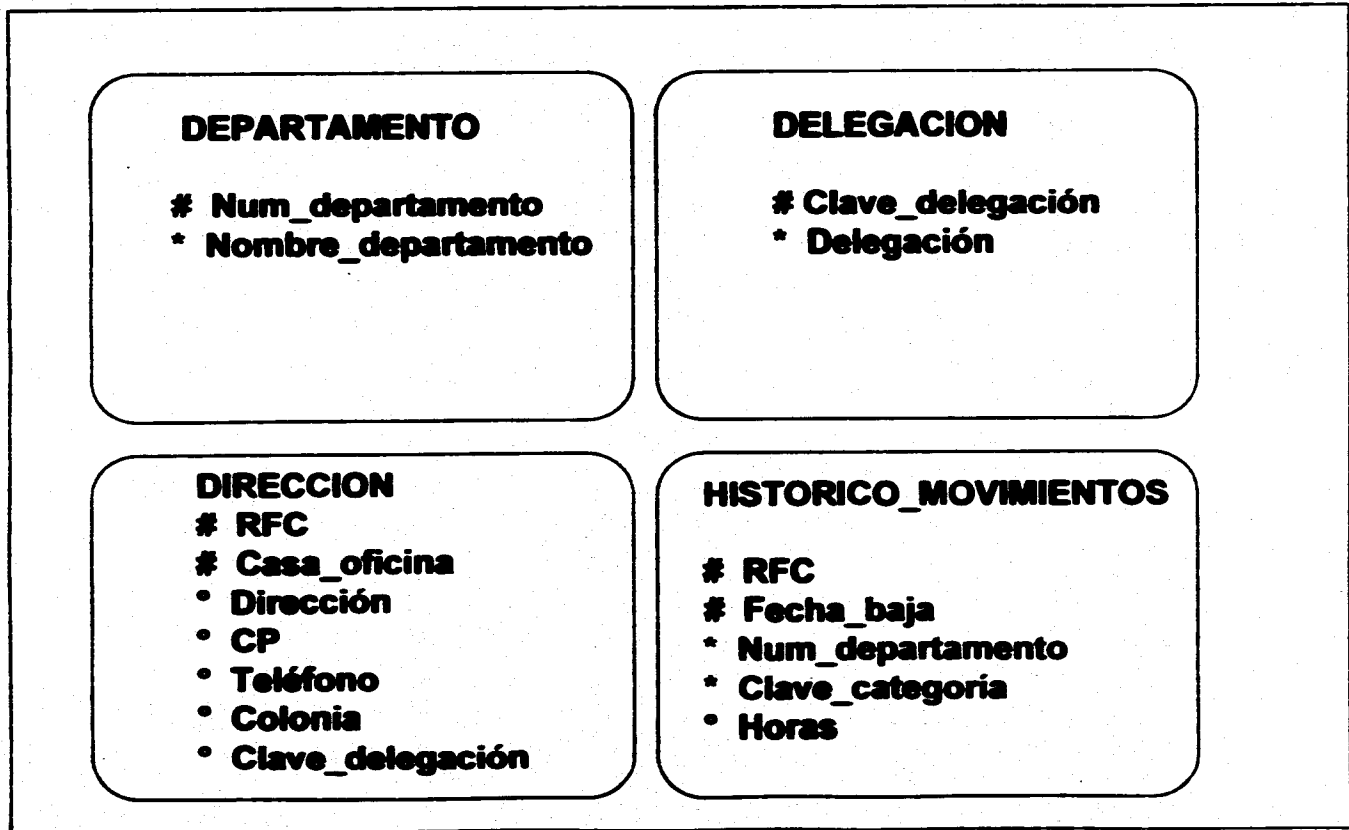 DEPARTAMENTO
# Num_departamento
* Nombre_departamento
DELEGACION
# Clave_delegación
* Delegación
DIRECCION
# RFC
# Casa_oficina
° Dirección
° CP
° Teléfono
° Colonia
° Clave_delegación
HISTORICO_MOVIMIENTOS
# RFC
# Fecha_baja
* Num_departamento
* Clave_categoría
° Horas